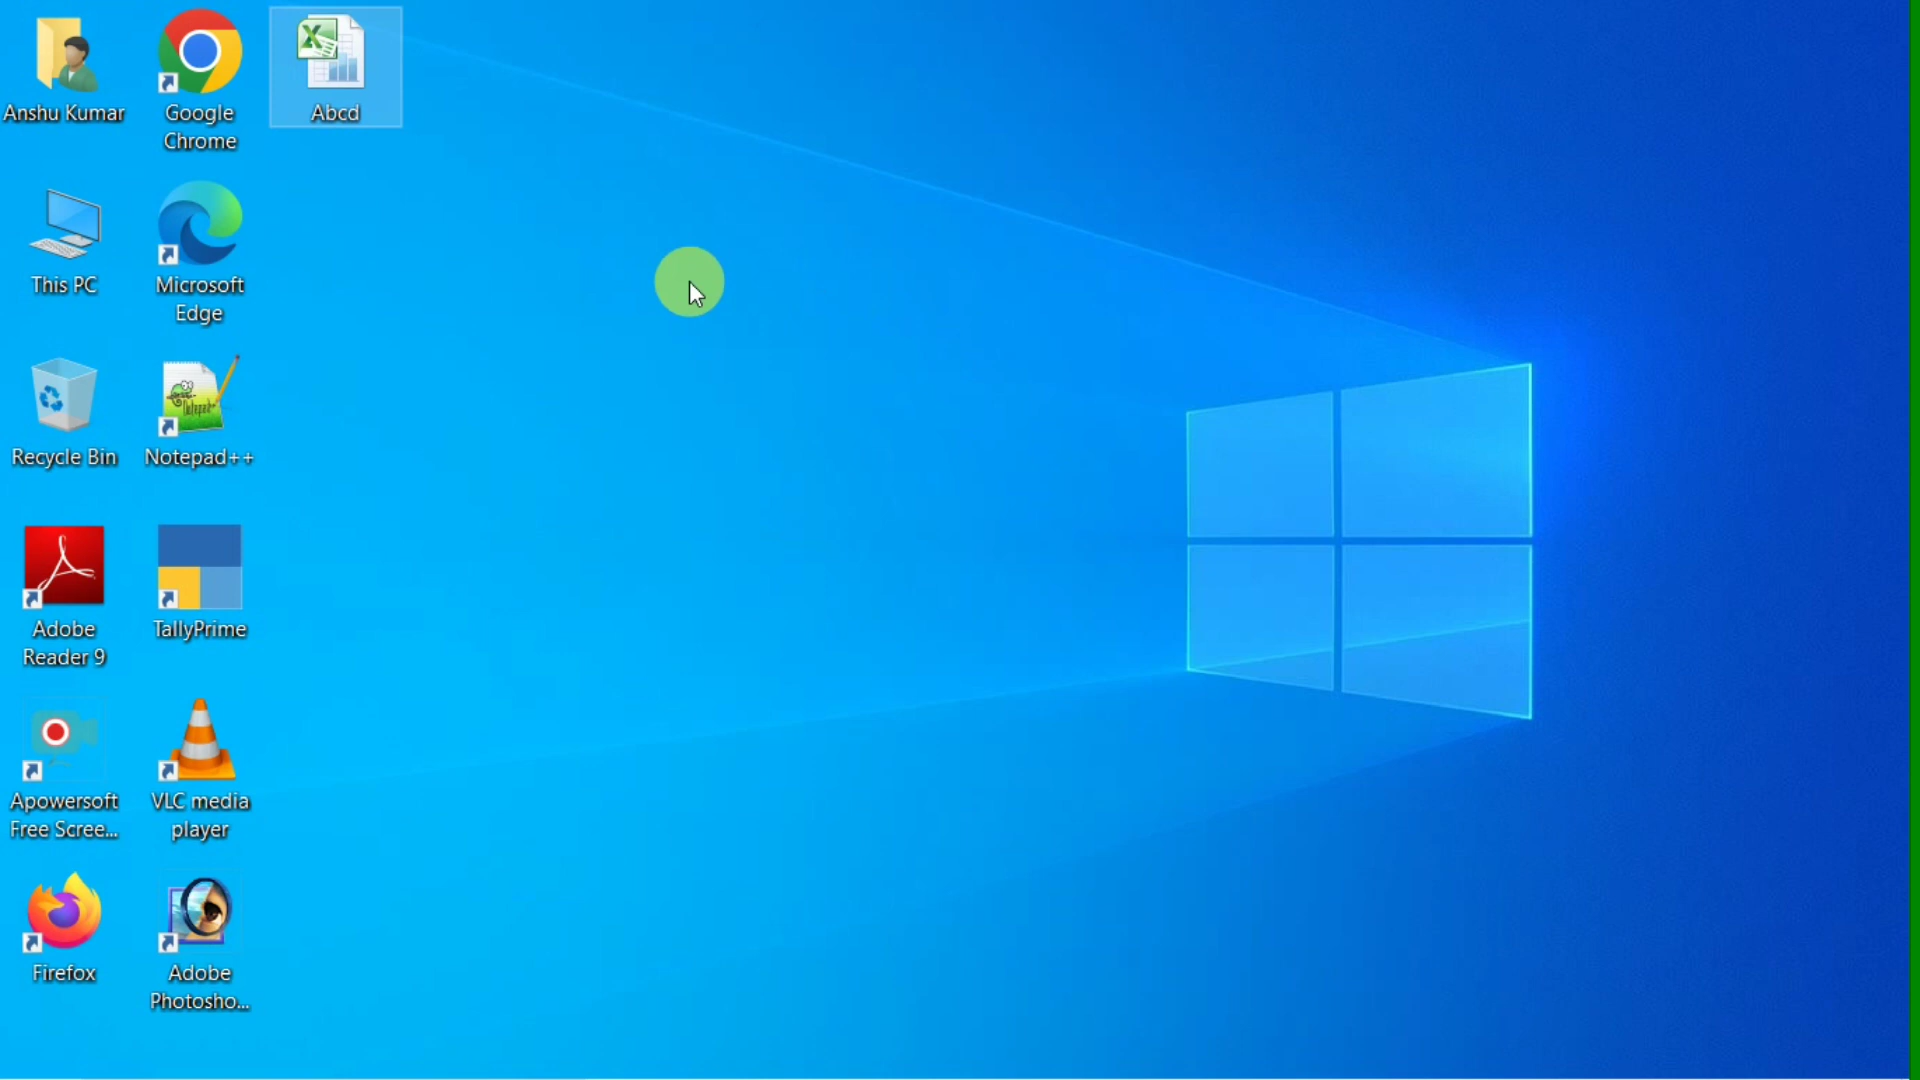 Anshu Kumar
Google
Chrome
Abcd
This PC
Microsoft
Edge
Recycle Bin
Notepad++
Adobe
Reader 9
TallyPrime
Apowersoft
Free Scree...
VLC media
player
Firefox
Adobe
Photosho...